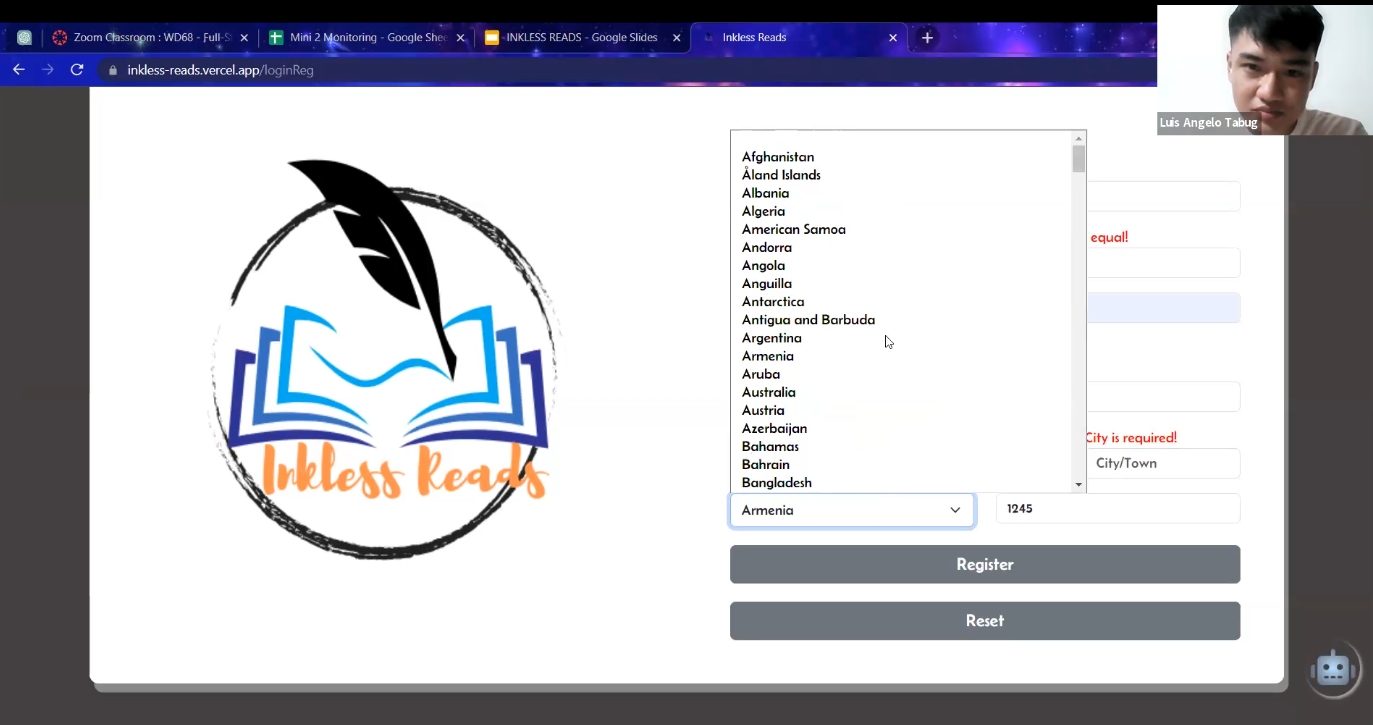 Zoom Classroom : WD68 - Full-S
Mini 2 Monitoring - Google She
INKLESS READS - Google Slides
Inkless Reads
inkless-reads.vercel.app/loginReg
Luis Angelo Tabug
Afghanistan
Åland Islands
Albania
Algeria
American Samoa
Andorra
Angola
Anguilla
Antarctica
Antigua and Barbuda
Argentina
Armenia
Aruba
Australia
Austria
Azerbaijan
Bahamas
Bahrain
Bangladesh
equal!
City is required!
City/Town
Armenia
1245
Register
Reset
Inkless Reads